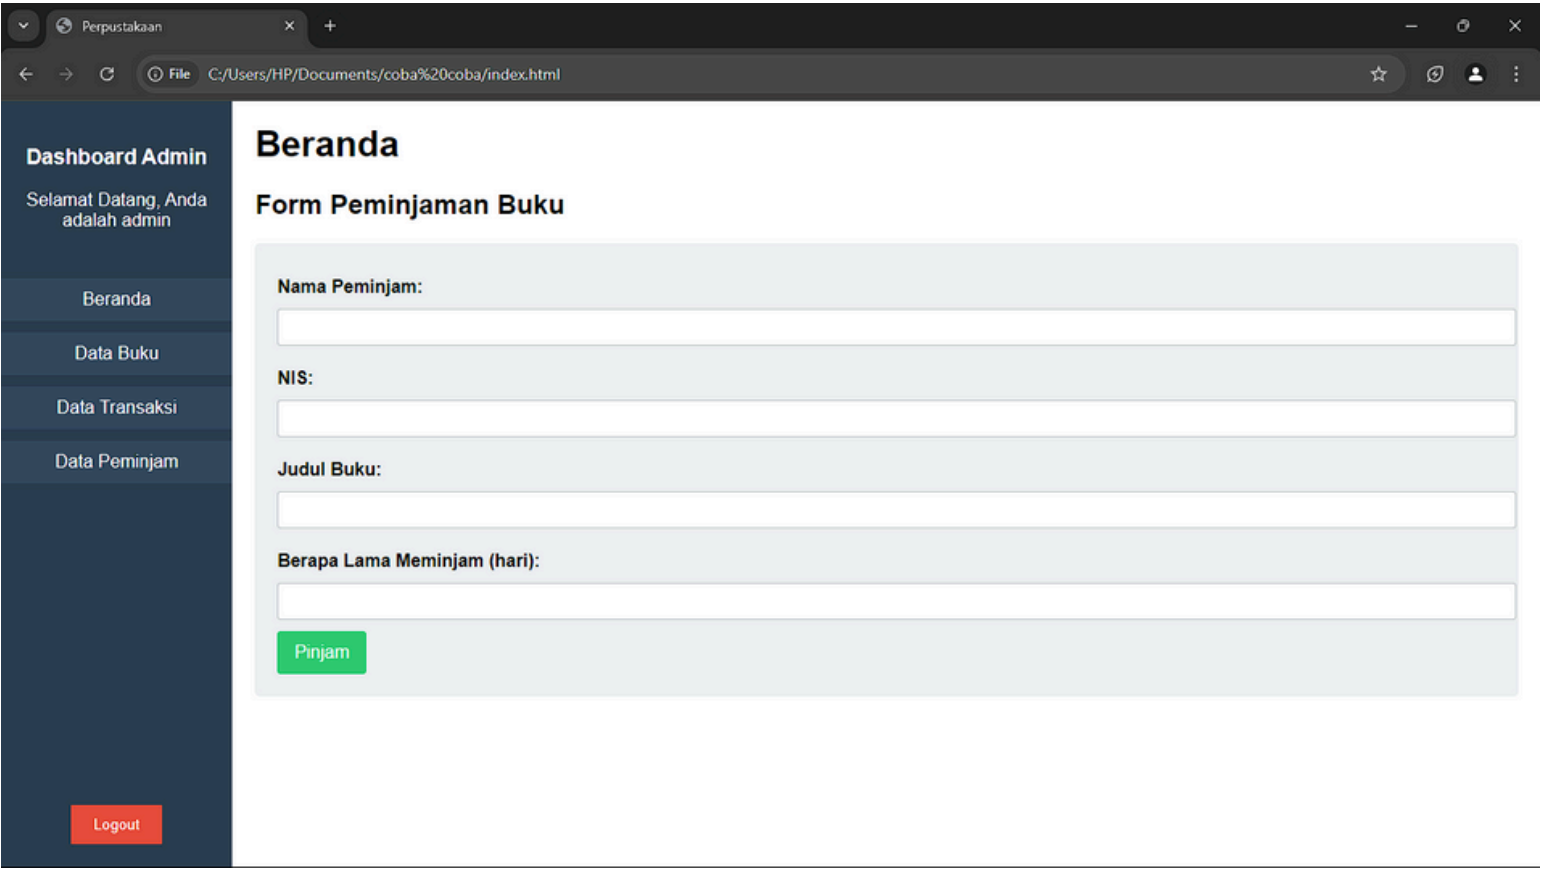 Perpustakaan
File C:/Users/HP/Documents/coba%20coba/index.html
Dashboard Admin
Selamat Datang, Anda
adalah admin
Beranda
Data Buku
Data Transaksi
Data Peminjam
Logout
Beranda
Form Peminjaman Buku
Nama Peminjam:
NIS:
Judul Buku:
Berapa Lama Meminjam (hari):
Pinjam